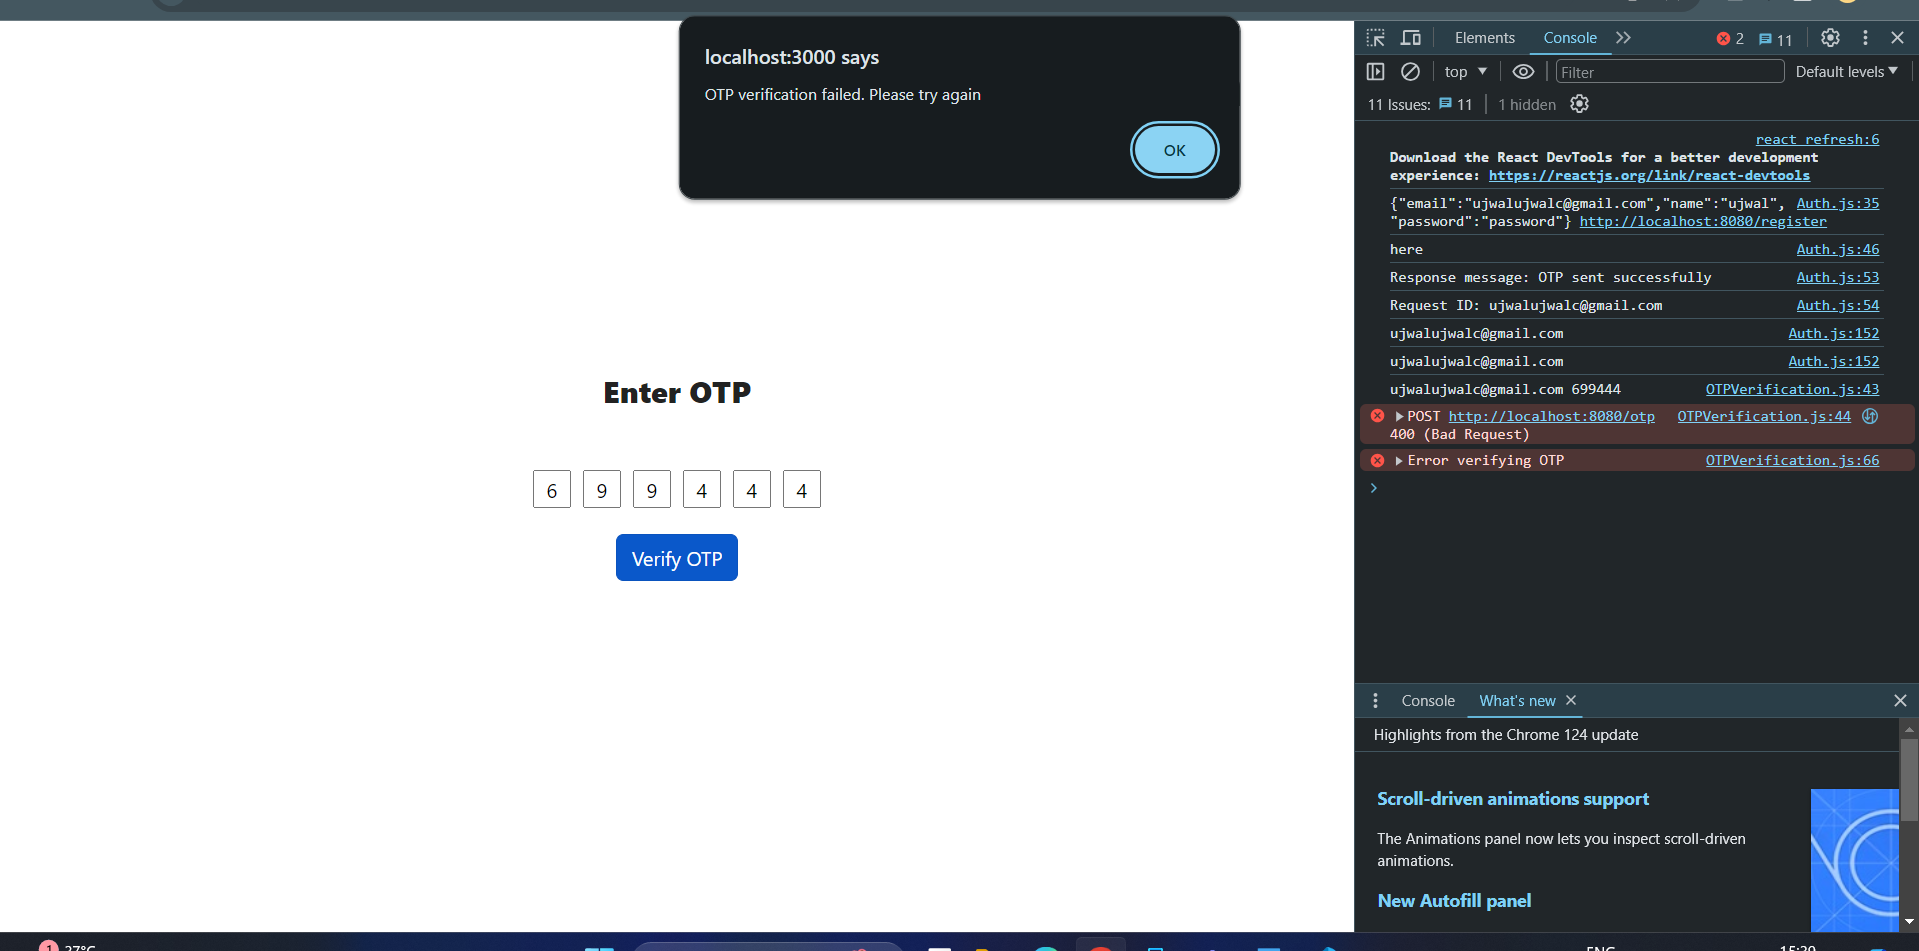 localhost:3000 says
OTP verification failed. Please try again
OK
Enter OTP
6 9 9 4 4 4
Verify OTP
Elements Console 2 11
top Filter Default levels
11 Issues: 11 1 hidden
react refresh:6
Download the React DevTools for a better development
experience: https://reactjs.org/link/react-devtools
{"email":"ujwalujwalc@gmail.com","name":"ujwal", Auth.js:35
"password":"password"} http://localhost:8080/register
here Auth.js:46
Response message: OTP sent successfully Auth.js:53
Request ID: ujwalujwalc@gmail.com Auth.js:54
ujwalujwalc@gmail.com Auth.js:152
ujwalujwalc@gmail.com Auth.js:152
ujwalujwalc@gmail.com 699444 OTPVerification.js:43
POST http://localhost:8080/otp OTPVerification.js:44
400 (Bad Request)
Error verifying OTP OTPVerification.js:66
Console What's new
Highlights from the Chrome 124 update
Scroll-driven animations support
The Animations panel now lets you inspect scroll-driven
animations.
New Autofill panel
1